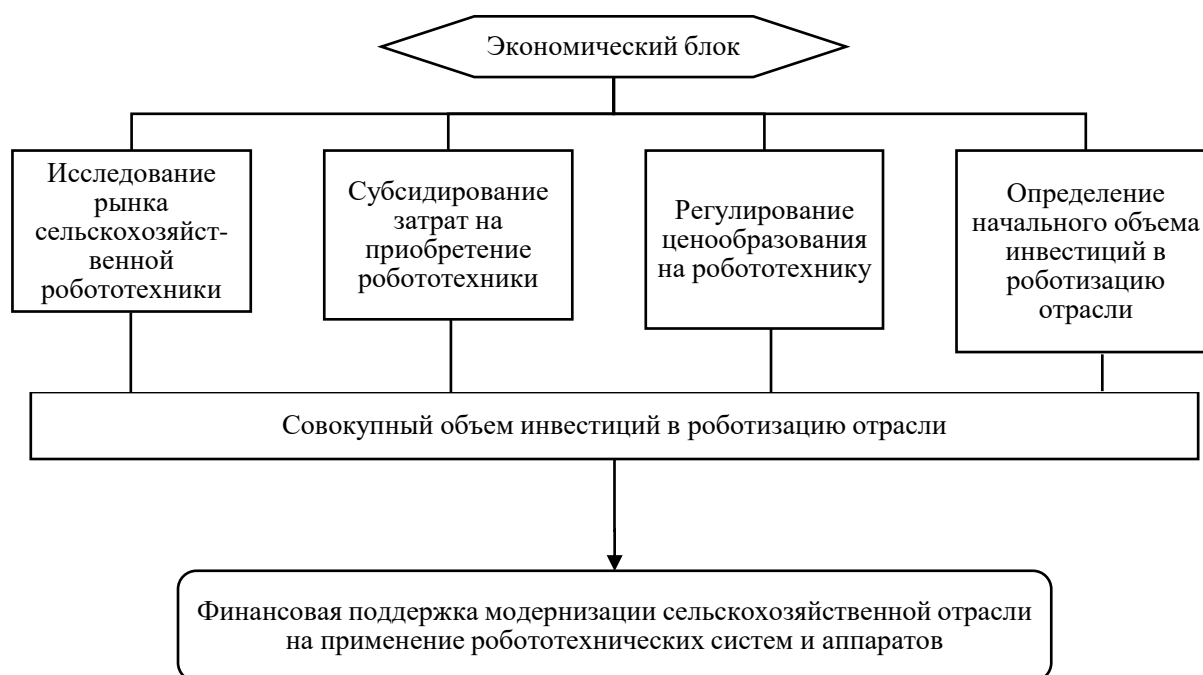 Экономический блок
Исследование
рынка
сельскохозяйст-
венной
робототехники
Субсидирование
затрат на
приобретение
робототехники
Регулирование
ценообразования
на робототехнику
Определение
начального объема
инвестиций в
роботизацию
отрасли
Совокупный объем инвестиций в роботизацию отрасли
Финансовая поддержка модернизации сельскохозяйственной отрасли
на применение робототехнических систем и аппаратов